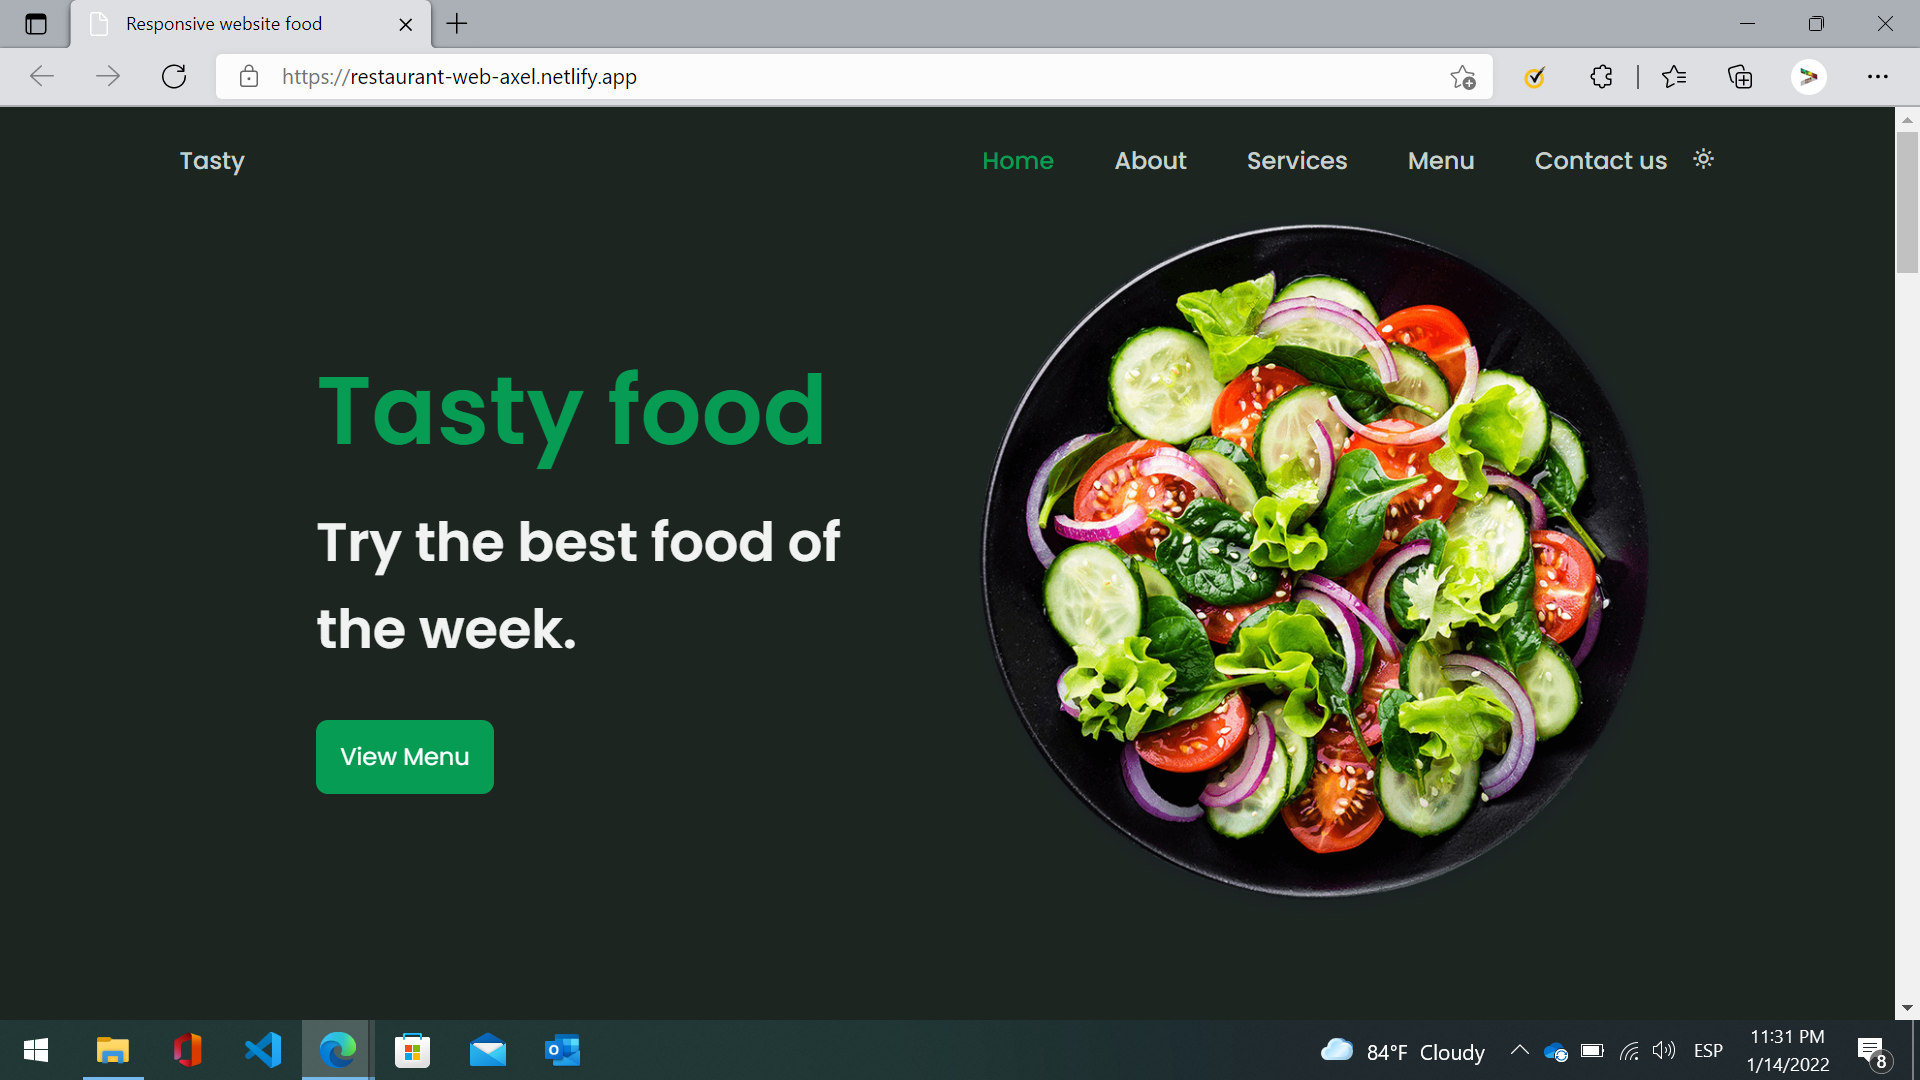 Responsive website food
https://restaurant-web-axel.netlify.app
Tasty
Home
About
Services
Menu
Contact us
Tasty food
Try the best food of
the week.
View Menu
84°F Cloudy
ESP
11:31 PM
1/14/2022
8